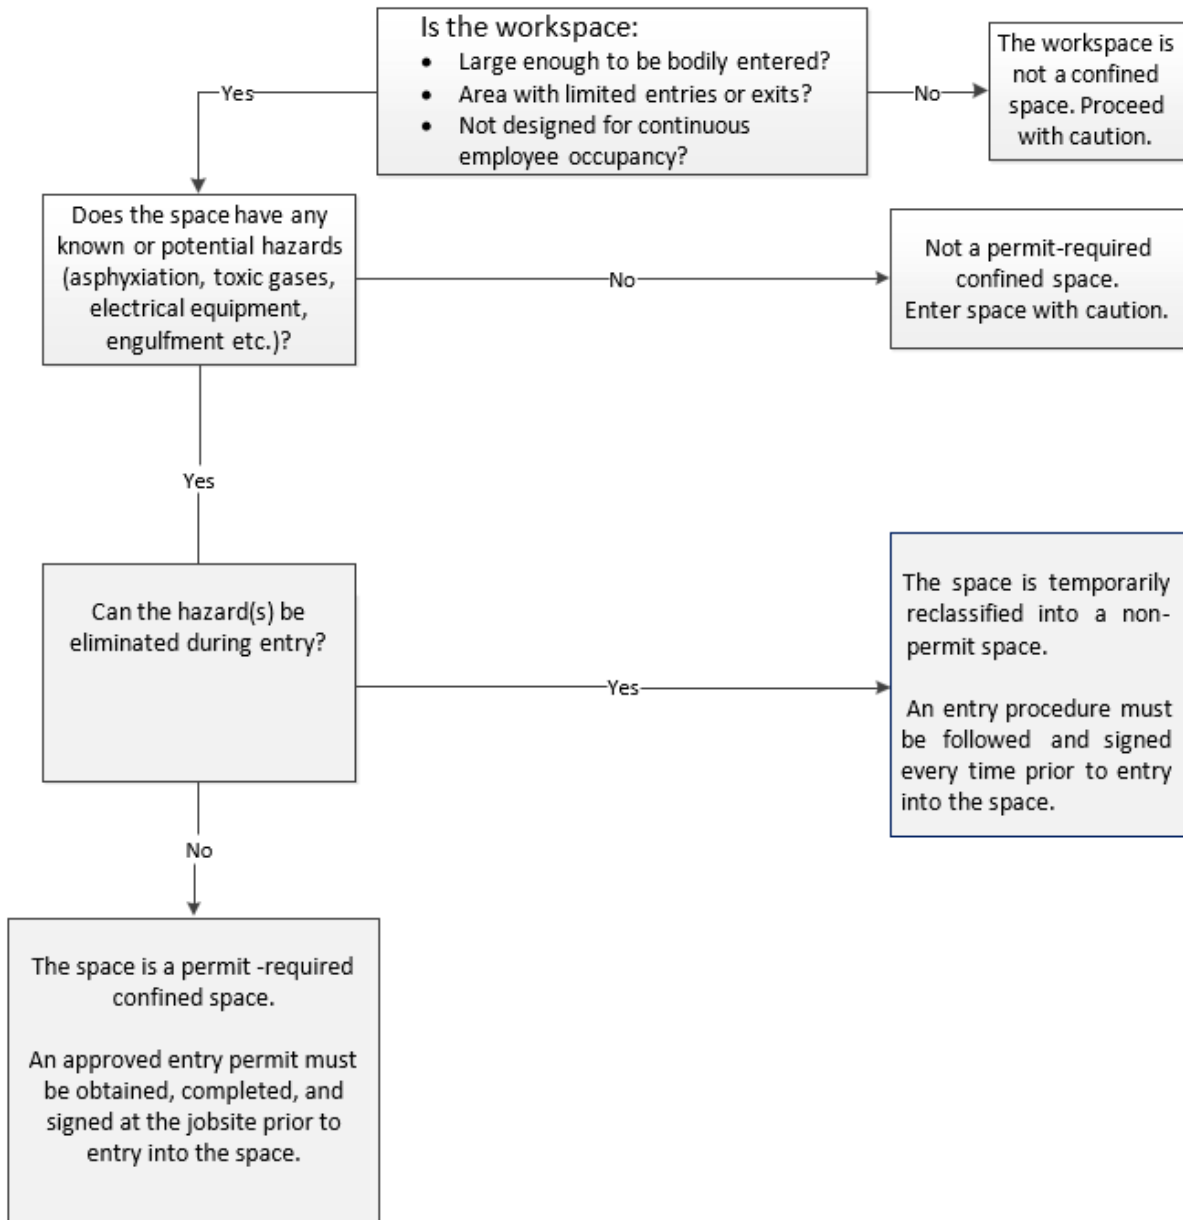 Is the workspace:
• Large enough to be bodily entered?
• Area with limited entries or exits?
• Not designed for continuous
employee occupancy?
Yes
No
The workspace is
not a confined
space. Proceed
with caution.
Does the space have any
known or potential hazards
(asphyxiation, toxic gases,
electrical equipment,
engulfment etc.)?
No
Not a permit-required
confined space.
Enter space with caution.
Yes
Can the hazard(s) be
eliminated during entry?
Yes
The space is temporarily
reclassified into a non-
permit space.
An entry procedure must
be followed and signed
every time prior to entry
into the space.
No
The space is a permit -required
confined space.
An approved entry permit must
be obtained, completed, and
signed at the jobsite prior to
entry into the space.